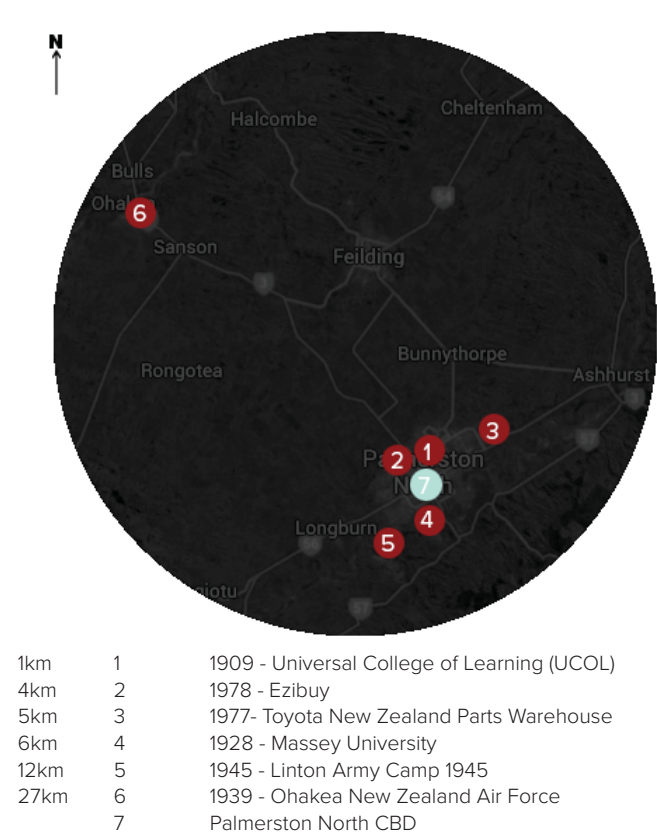 N
Cheltenham
Halcombe
Bulls
6
Sanson
Feilding
3
Bunnythorpe
Rongotea
Ashhurst
3
1
2
7
4
Longburn
5
1km 1 1909 - Universal College of Learning (UCOL)
4km 2 1978 - Ezibuy
5km 3 1977- Toyota New Zealand Parts Warehouse
6km 4 1928 - Massey University
12km 5 1945 - Linton Army Camp 1945
27km 6 1939 - Ohakea New Zealand Air Force
7 Palmerston North CBD